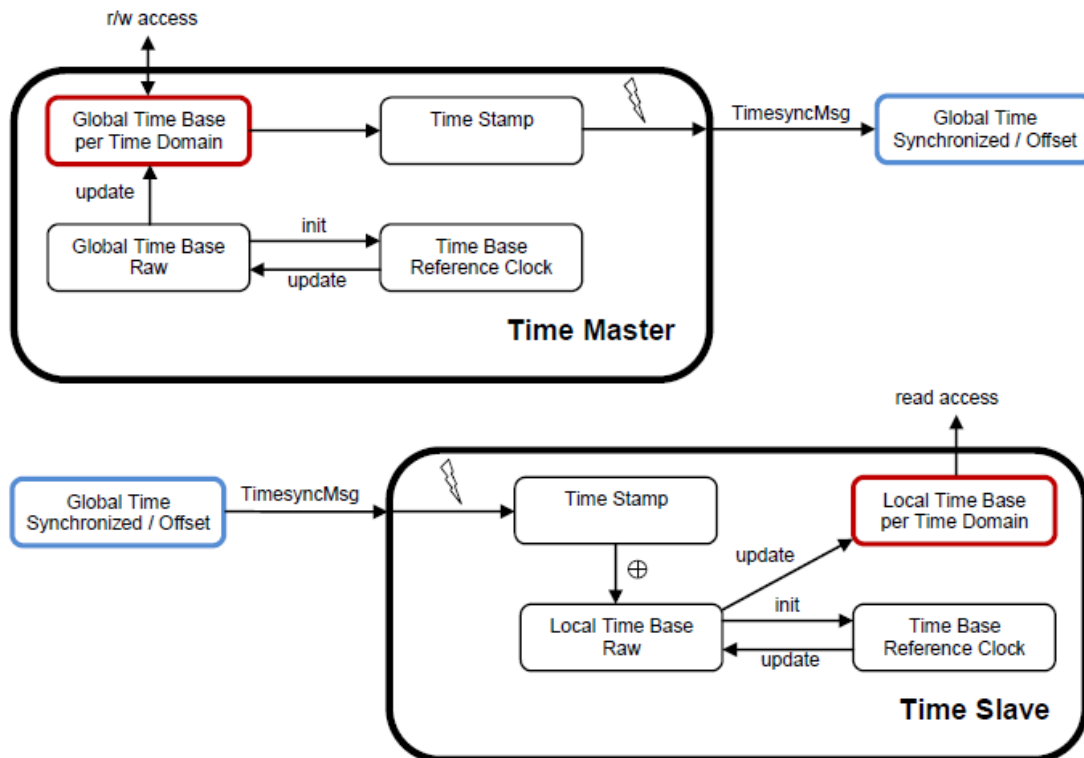 r/w access
Global Time Base
per Time Domain
Time Stamp
TimesyncMsg
Global Time
Synchronized / Offset
update
Global Time Base
Raw
init
update
Time Base
Reference Clock
Time Master
read access
Global Time
Synchronized / Offset
TimesyncMsg
Time Stamp
Local Time Base
per Time Domain
update
Local Time Base
Raw
init
update
Time Base
Reference Clock
Time Slave